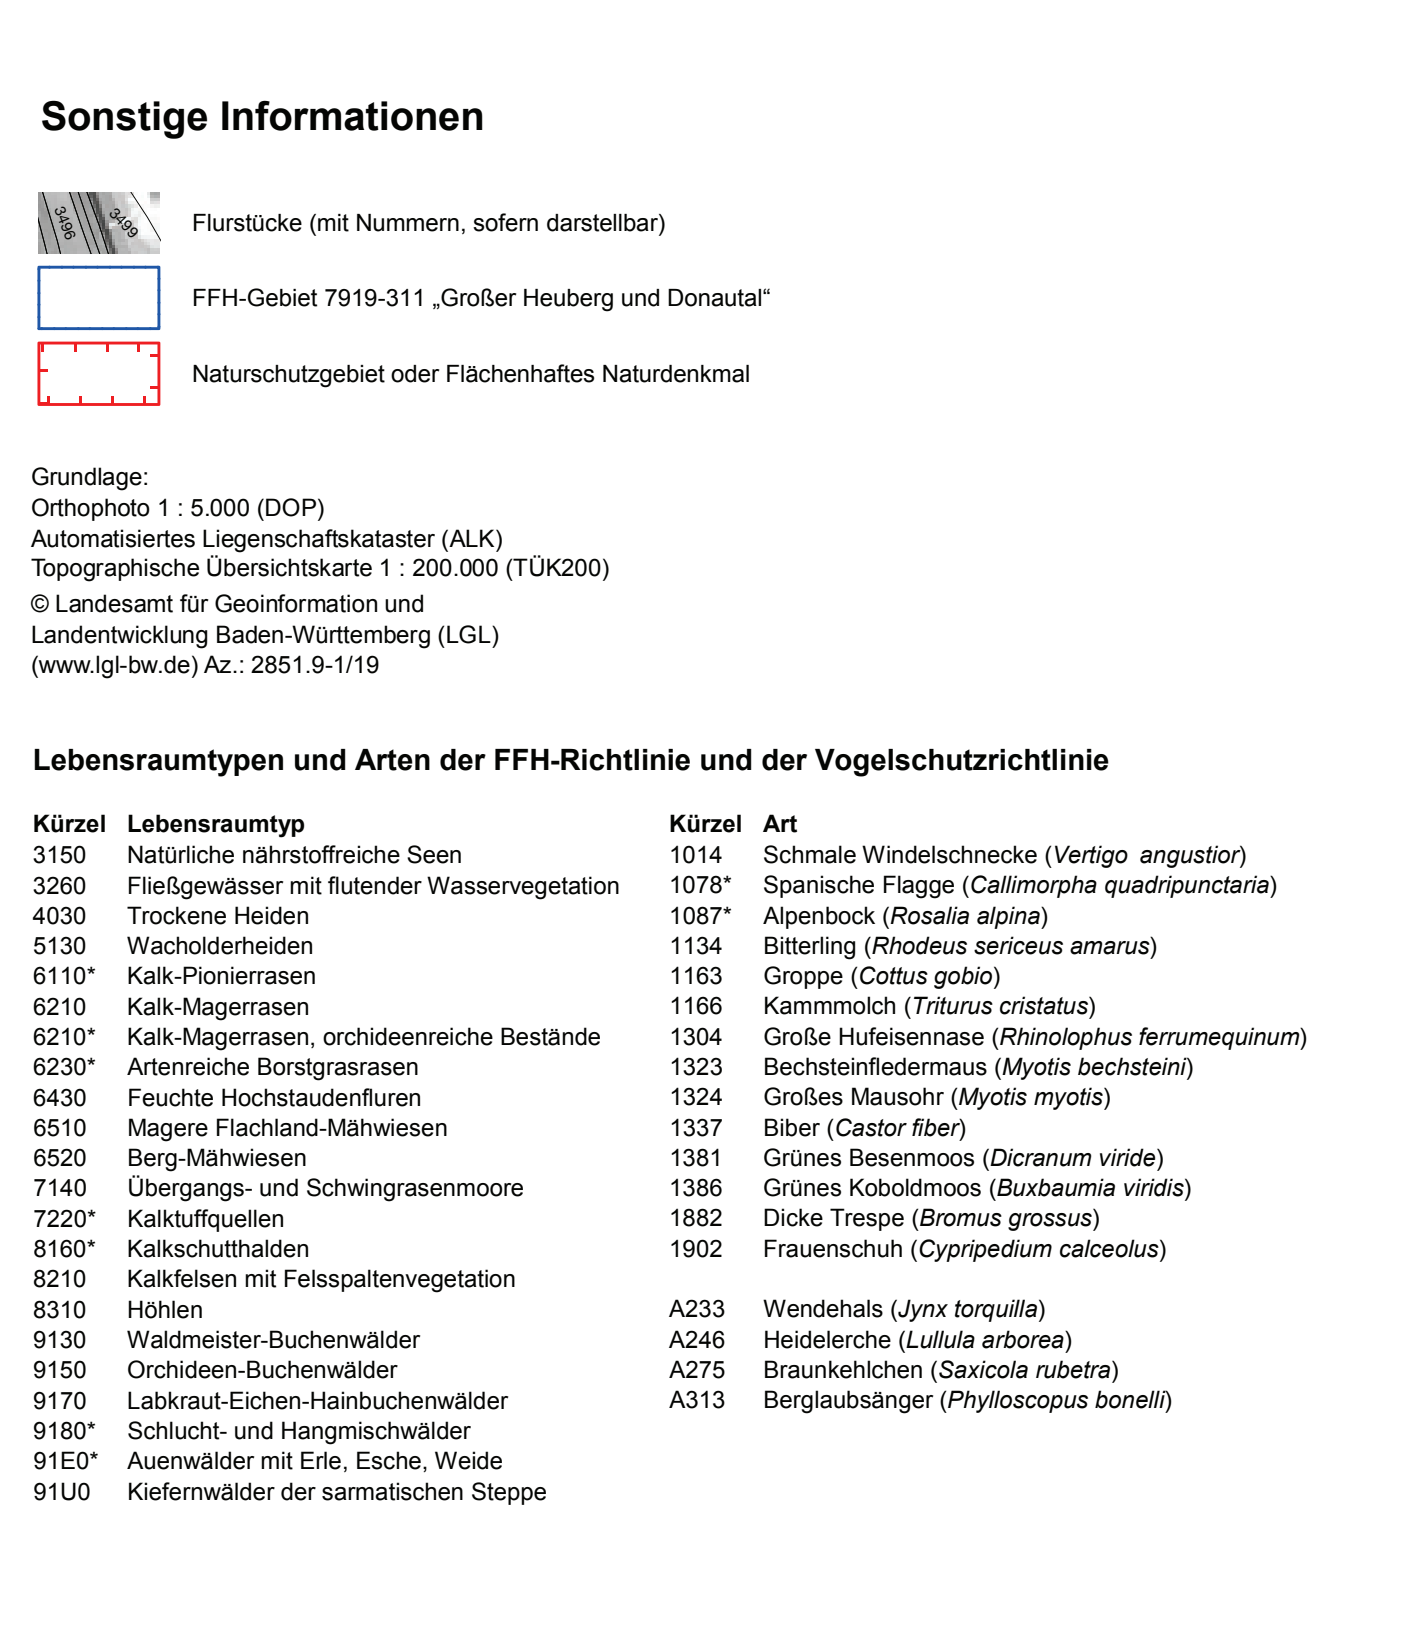 Sonstige Informationen
3496
3499
Flurstücke (mit Nummern, sofern darstellbar)
FFH-Gebiet 7919-311 „Großer Heuberg und Donautal“
Naturschutzgebiet oder Flächenhaftes Naturdenkmal
Grundlage:
Orthophoto 1 : 5.000 (DOP)
Automatisiertes Liegenschaftskataster (ALK)
Topographische Übersichtskarte 1 : 200.000 (TÜK200)
© Landesamt für Geoinformation und
Landentwicklung Baden-Württemberg (LGL)
(www.lgl-bw.de) Az.: 2851.9-1/19
Lebensraumtypen und Arten der FFH-Richtlinie und der Vogelschutzrichtlinie
Kürzel Lebensraumtyp
3150 Natürliche nährstoffreiche Seen
3260 Fließgewässer mit flutender Wasservegetation
4030 Trockene Heiden
5130 Wacholderheiden
6110* Kalk-Pionierrasen
6210 Kalk-Magerrasen
6210* Kalk-Magerrasen, orchideenreiche Bestände
6230* Artenreiche Borstgrasrasen
6430 Feuchte Hochstaudenfluren
6510 Magere Flachland-Mähwiesen
6520 Berg-Mähwiesen
7140 Übergangs- und Schwingrasenmoore
7220* Kalktuffquellen
8160* Kalkschutthalden
8210 Kalkfelsen mit Felsspaltenvegetation
8310 Höhlen
9130 Waldmeister-Buchenwälder
9150 Orchideen-Buchenwälder
9170 Labkraut-Eichen-Hainbuchenwälder
9180* Schlucht- und Hangmischwälder
91E0* Auenwälder mit Erle, Esche, Weide
91U0 Kiefernwälder der sarmatischen Steppe
Kürzel Art
1014 Schmale Windelschnecke (Vertigo angustior)
1078* Spanische Flagge (Callimorpha quadripunctaria)
1087* Alpenbock (Rosalia alpina)
1134 Bitterling (Rhodeus sericeus amarus)
1163 Groppe (Cottus gobio)
1166 Kammmolch (Triturus cristatus)
1304 Große Hufeisennase (Rhinolophus ferrumequinum)
1323 Bechsteinfledermaus (Myotis bechsteini)
1324 Großes Mausohr (Myotis myotis)
1337 Biber (Castor fiber)
1381 Grünes Besenmoos (Dicranum viride)
1386 Grünes Koboldmoos (Buxbaumia viridis)
1882 Dicke Trespe (Bromus grossus)
1902 Frauenschuh (Cypripedium calceolus)
A233 Wendehals (Jynx torquilla)
A246 Heidelerche (Lullula arborea)
A275 Braunkehlchen (Saxicola rubetra)
A313 Berglaubsänger (Phylloscopus bonelli)